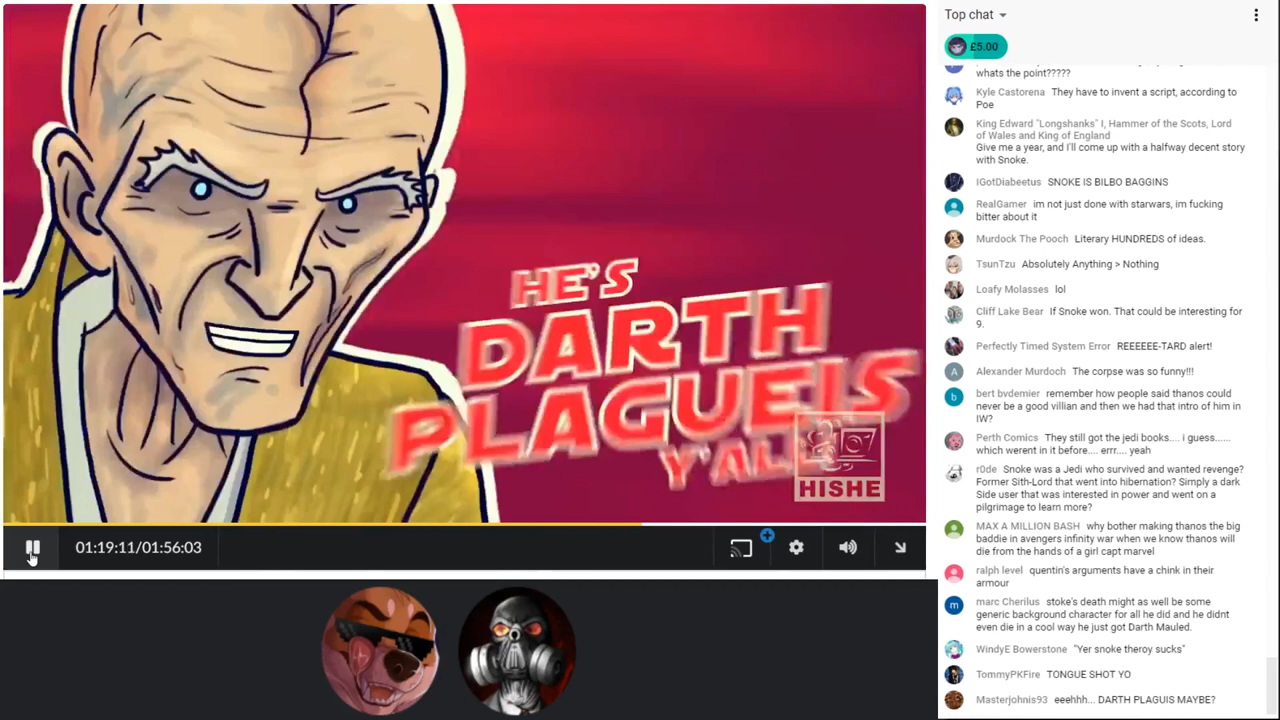 HE'S
DARTH
PLAGUEIS
Y'ALL
HISHE
01:19:11/01:56:03
Top chat
£5.00
whats the point?????
Kyle Castorena They have to invent a script, according to
Poe
King Edward "Longshanks" I, Hammer of the Scots, Lord
of Wales and King of England
Give me a year, and I'll come up with a halfway decent story
with Snoke.
IGotDiabeetus SNOKE IS BILBO BAGGINS
RealGamer im not just done with starwars, im fucking
bitter about it
Murdock The Pooch Literary HUNDREDS of ideas.
TsunTzu Absolutely Anything > Nothing
Loafy Molasses lol
Cliff Lake Bear If Snoke won. That could be interesting for
9.
Perfectly Timed System Error REEEEEE-TARD alert!
A
Alexander Murdoch The corpse was so funny!!!
b
bert bvdemier remember how people said thanos could
never be a good villian and then we had that intro of him in
IW?
Perth Comics They still got the jedi books.... i guess......
which werent in it before.... errr.... yeah
r0de Snoke was a Jedi who survived and wanted revenge?
Former Sith-Lord that went into hibernation? Simply a dark
Side user that was interested in power and went on a
pilgrimage to learn more?
MAX A MILLION BASH why bother making thanos the big
baddie in avengers infinity war when we know thanos will
die from the hands of a girl capt marvel
ralph level quentin's arguments have a chink in their
armour
m
marc Cherilus stoke's death might as well be some
generic background character for all he did and he didnt
even die in a cool way he just got Darth Mauled.
WindyE Bowerstone "Yer snoke theroy sucks"
TommyPKFire TONGUE SHOT YO
Masterjohnis93 eeehhh... DARTH PLAGUIS MAYBE?